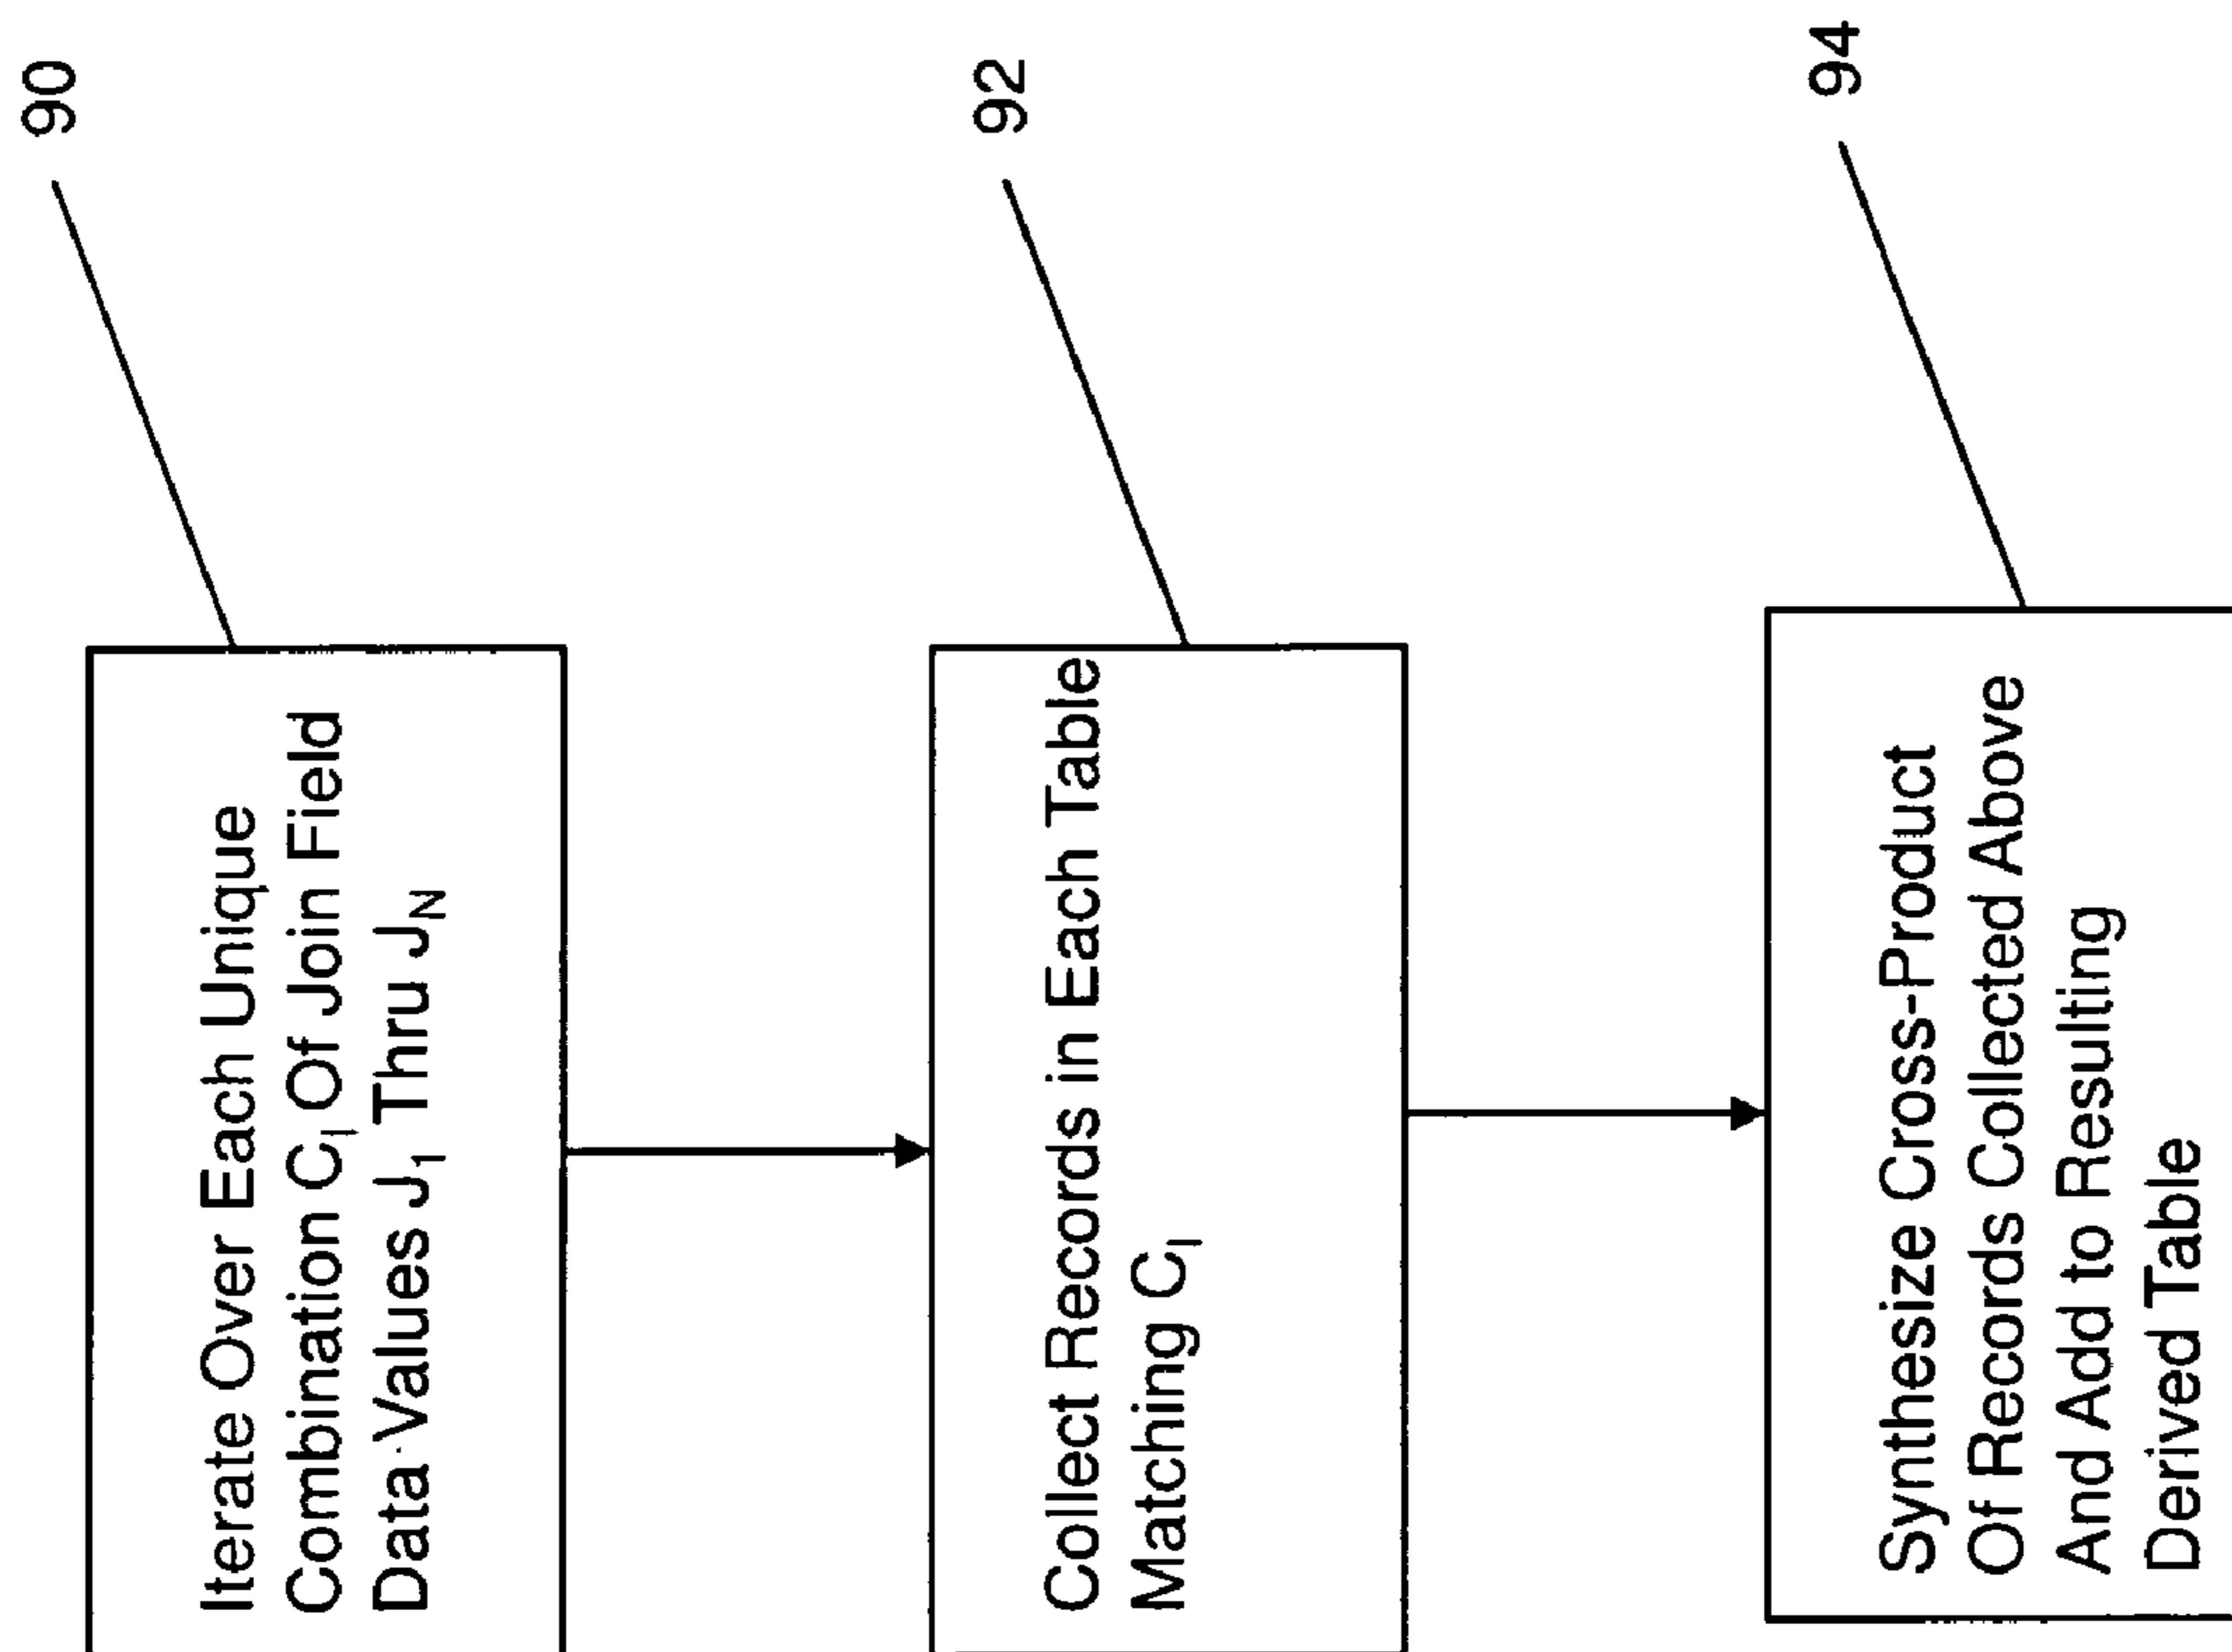 90
Iterate Over Each Unique
Combination C_I Of Join Field
Data Values J_1 Thru J_N
92
Collect Records in Each Table
Matching C_I
94
Synthesize Cross-Product
Of Records Collected Above
And Add to Resulting
Derived Table